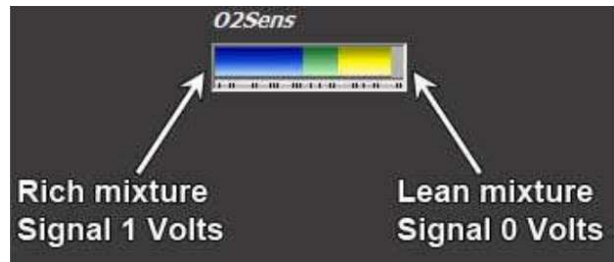 O2Sens
Rich mixture
Signal 1 Volts
Lean mixture
Signal 0 Volts